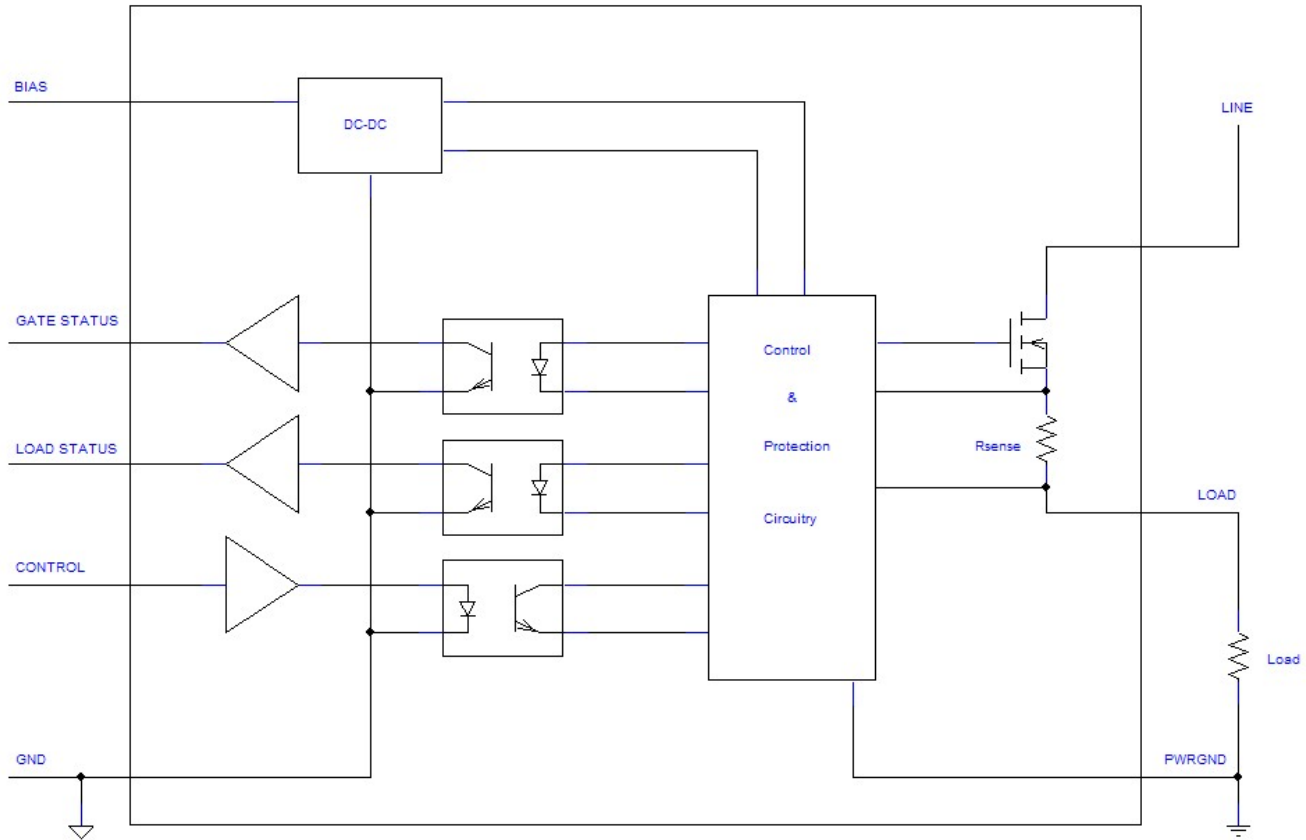 BIAS
DC-DC
LINE
GATE STATUS
Control
&
Protection
Circuitry
Rsense
LOAD STATUS
LOAD
CONTROL
Load
GND
PWRGND